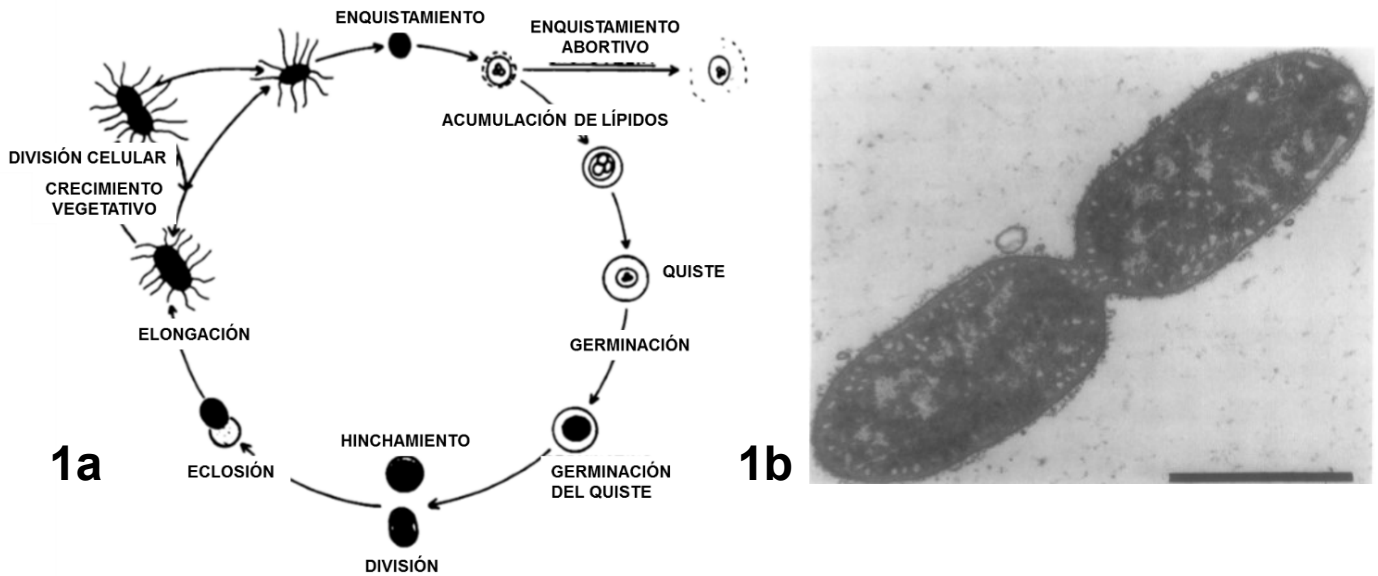 ENQUISTAMIENTO
ENQUISTAMIENTO
ABORTIVO
ACUMULACIÓN DE LÍPIDOS
DIVISIÓN CELULAR
CRECIMIENTO
VEGETATIVO
QUISTE
ELONGACIÓN
GERMINACIÓN
HINCHAMIENTO
1a
ECLOSIÓN
GERMINACIÓN
DEL QUISTE
DIVISIÓN
1b